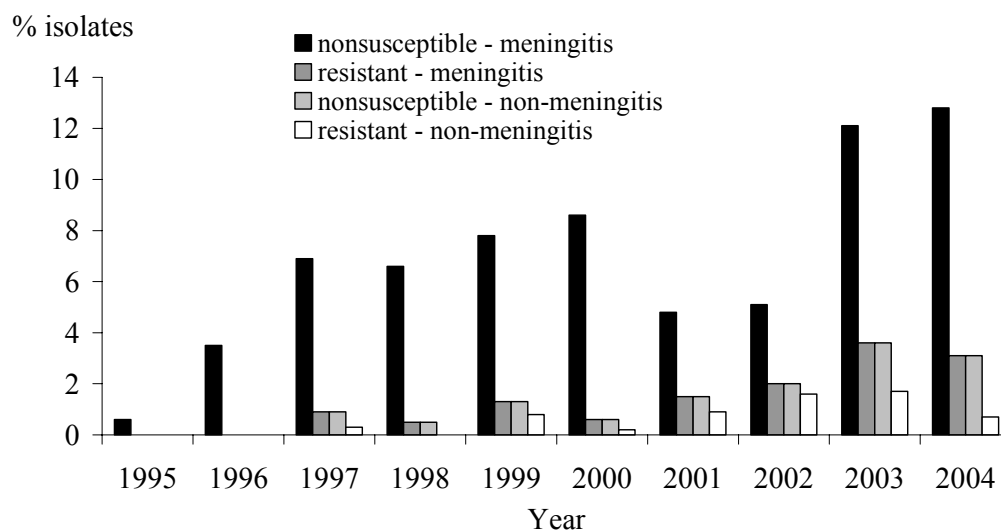 % isolates
nonsusceptible - meningitis
resistant - meningitis
nonsusceptible - non-meningitis
resistant - non-meningitis
14
12
10
8
6
4
2
0
1995 1996 1997 1998 1999 2000 2001 2002 2003 2004
Year